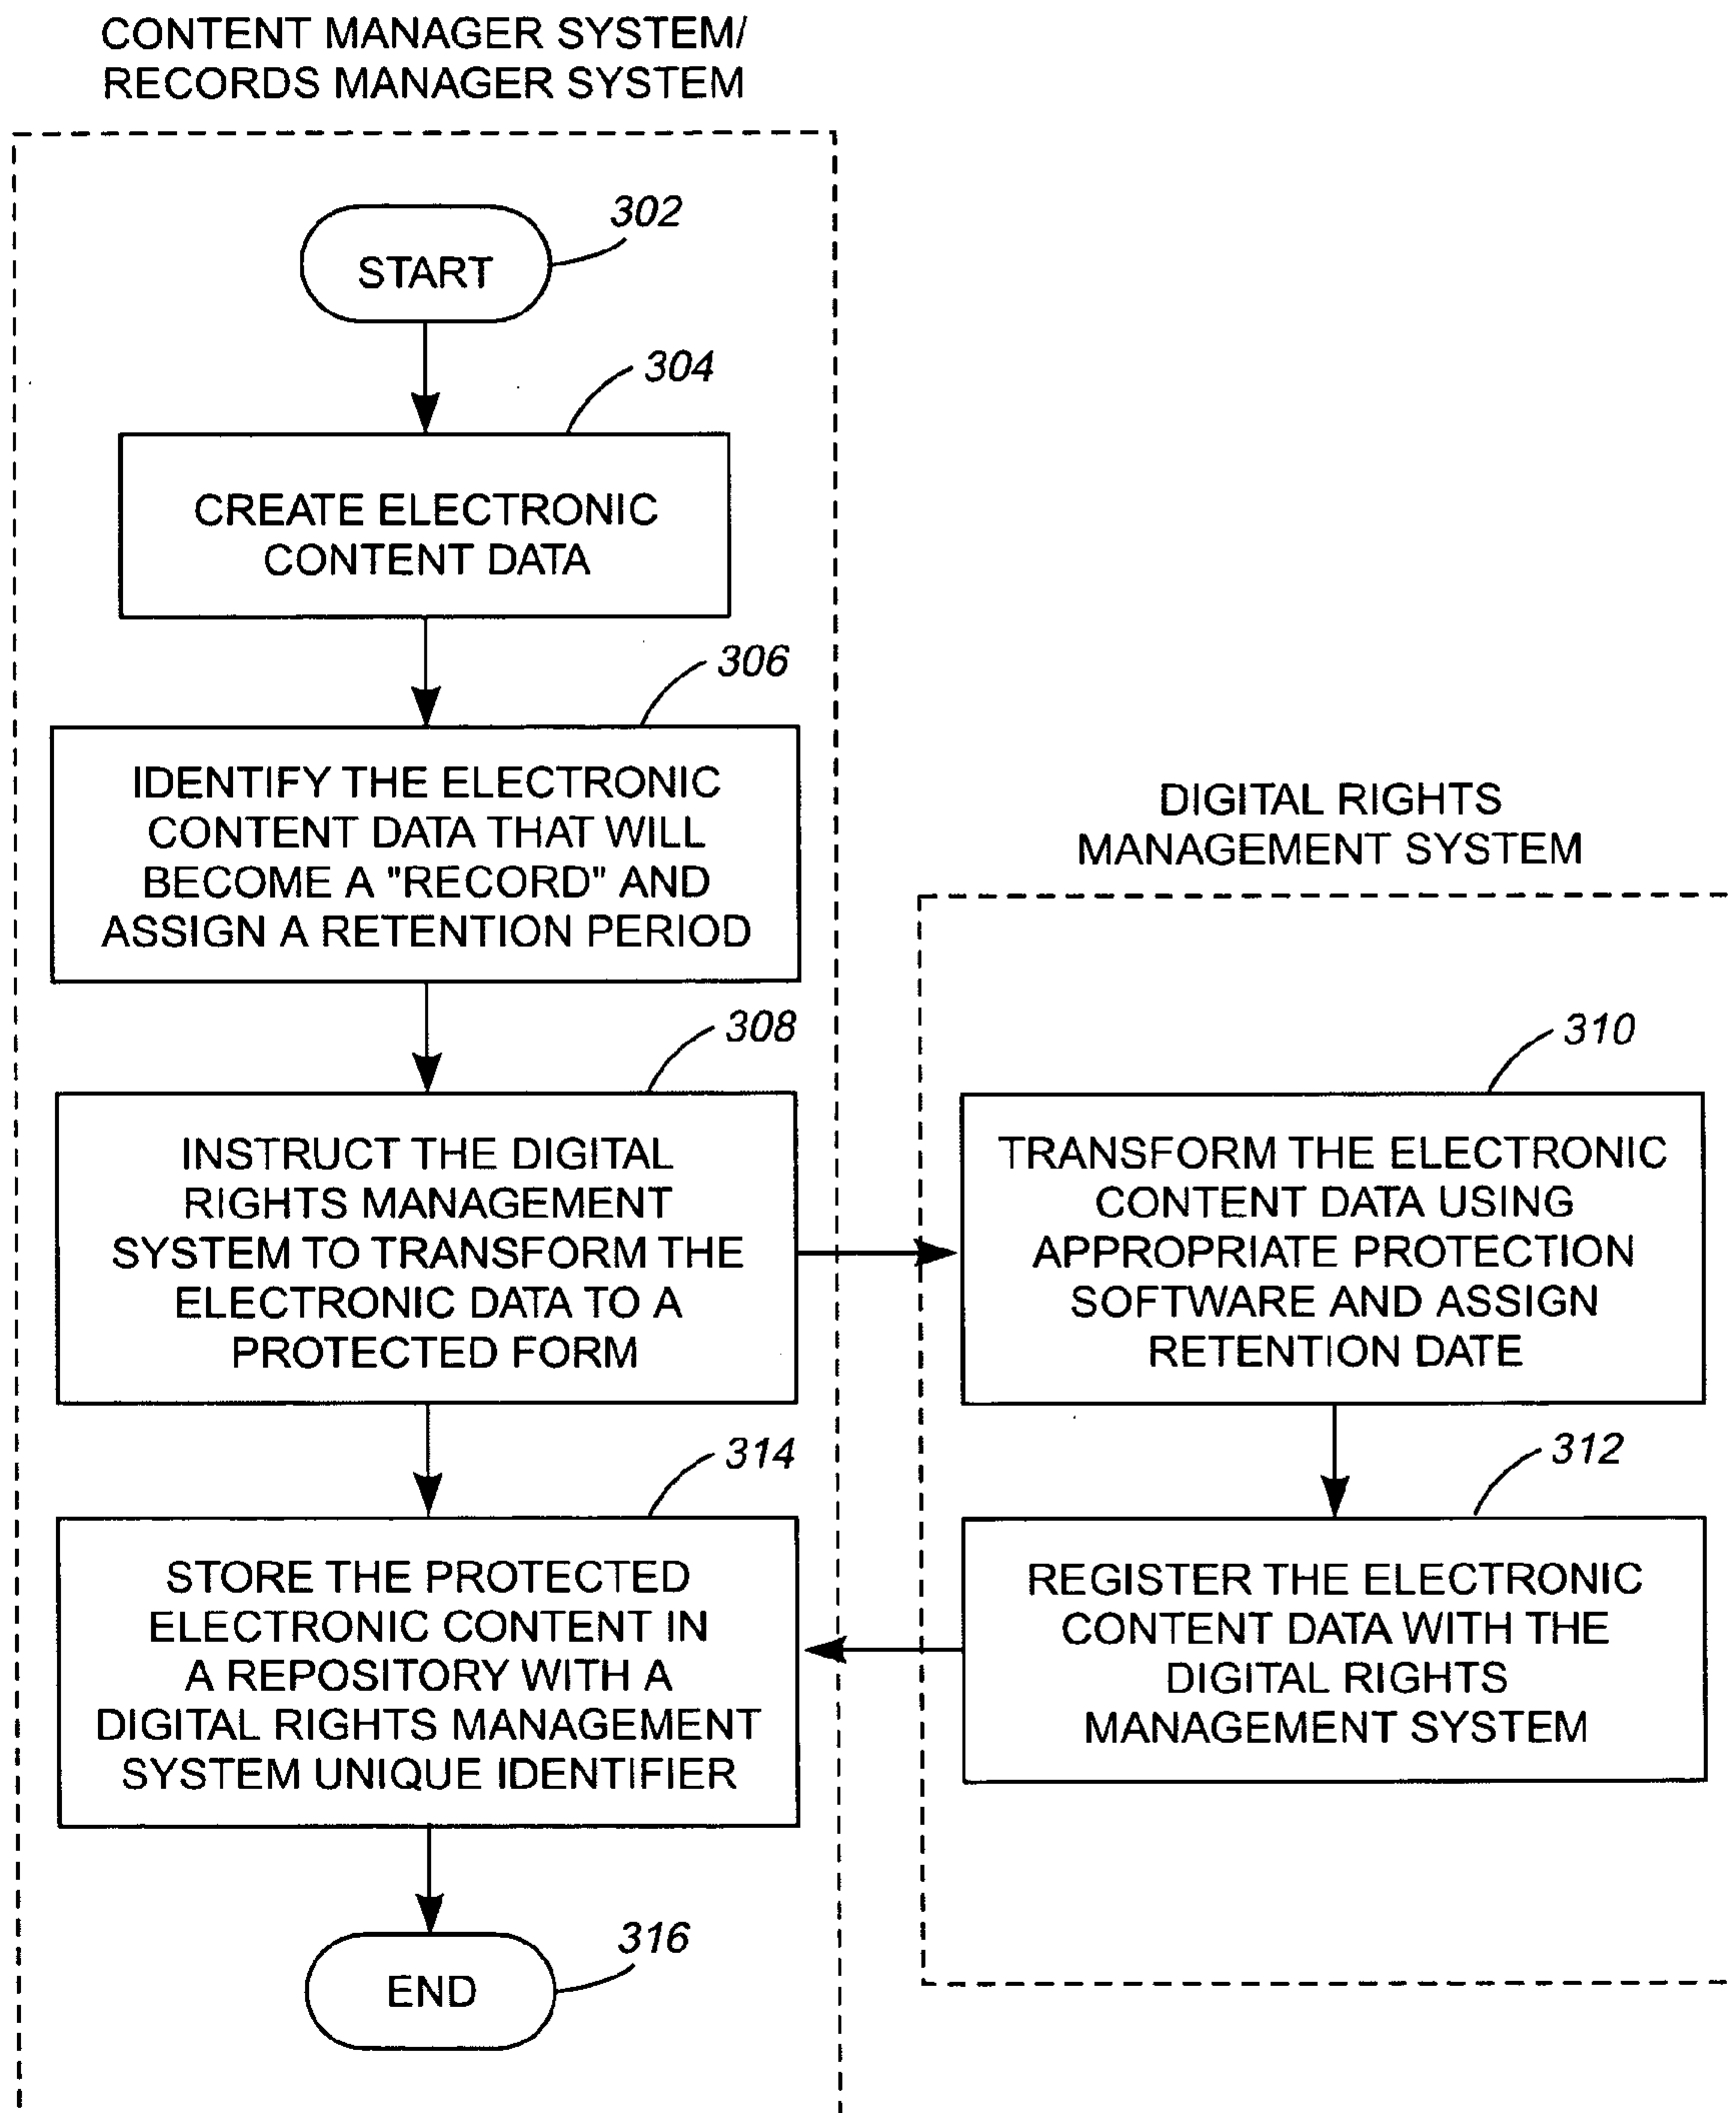 CONTENT MANAGER SYSTEM/
RECORDS MANAGER SYSTEM
302
START
304
CREATE ELECTRONIC
CONTENT DATA
306
IDENTIFY THE ELECTRONIC
CONTENT DATA THAT WILL
BECOME A "RECORD" AND
ASSIGN A RETENTION PERIOD
308
INSTRUCT THE DIGITAL
RIGHTS MANAGEMENT
SYSTEM TO TRANSFORM THE
ELECTRONIC DATA TO A
PROTECTED FORM
DIGITAL RIGHTS
MANAGEMENT SYSTEM
310
TRANSFORM THE ELECTRONIC
CONTENT DATA USING
APPROPRIATE PROTECTION
SOFTWARE AND ASSIGN
RETENTION DATE
312
REGISTER THE ELECTRONIC
CONTENT DATA WITH THE
DIGITAL RIGHTS
MANAGEMENT SYSTEM
314
STORE THE PROTECTED
ELECTRONIC CONTENT IN
A REPOSITORY WITH A
DIGITAL RIGHTS MANAGEMENT
SYSTEM UNIQUE IDENTIFIER
316
END